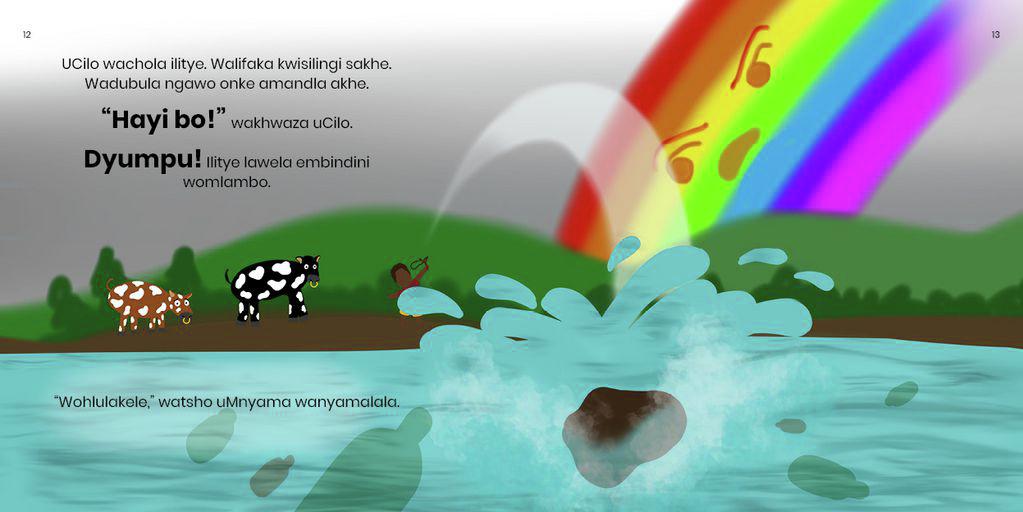 12
13
UCilo wachola ilitye. Walifaka kwisilingi sakhe.
Wadubula ngawo onke amandla akhe.
“Hayi bo!” wakhwaza uCilo.
Dyumpu! Ilitye lawela embindini
womlambo.
“Wohlulakele,” watsho uMnyama wanyamalala.